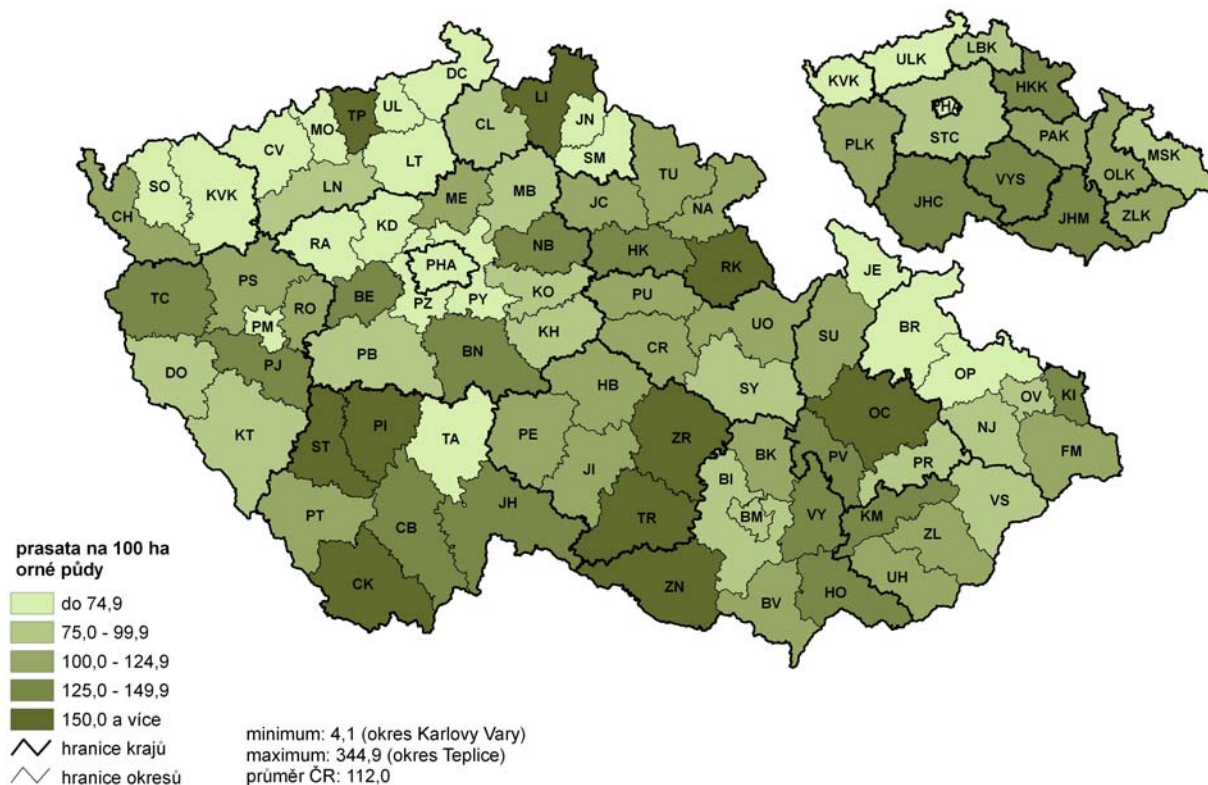 DC
LI
TP
UL
MO
CL
JN
CV
LT
SM
LN
SO
KVK
CH
ME
MB
TU
JC
NA
KD
RA
NB
HK
RK
PHA
TC
PS
BE
KO
PU
RO
PZ
PY
PM
UO
KH
PB
BN
CR
PJ
DO
HB
SY
KT
ST
PI
TA
PE
ZR
JI
BK
BI
BM
PT
CB
JH
TR
VY
CK
ZN
BV
HO
JE
BR
SU
OP
OV
KI
OC
NJ
FM
PV
PR
VS
KM
ZL
UH
LBK
ULK
KVK
HKK
PHA
STC
PAK
PLK
MSK
OLK
VYS
JHC
JHM
ZLK
prasata na 100 ha
orné půdy
do 74,9
75,0 - 99,9
100,0 - 124,9
125,0 - 149,9
150,0 a více
hranice krajů
hranice okresů
minimum: 4,1 (okres Karlovy Vary)
maximum: 344,9 (okres Teplice)
průměr ČR: 112,0